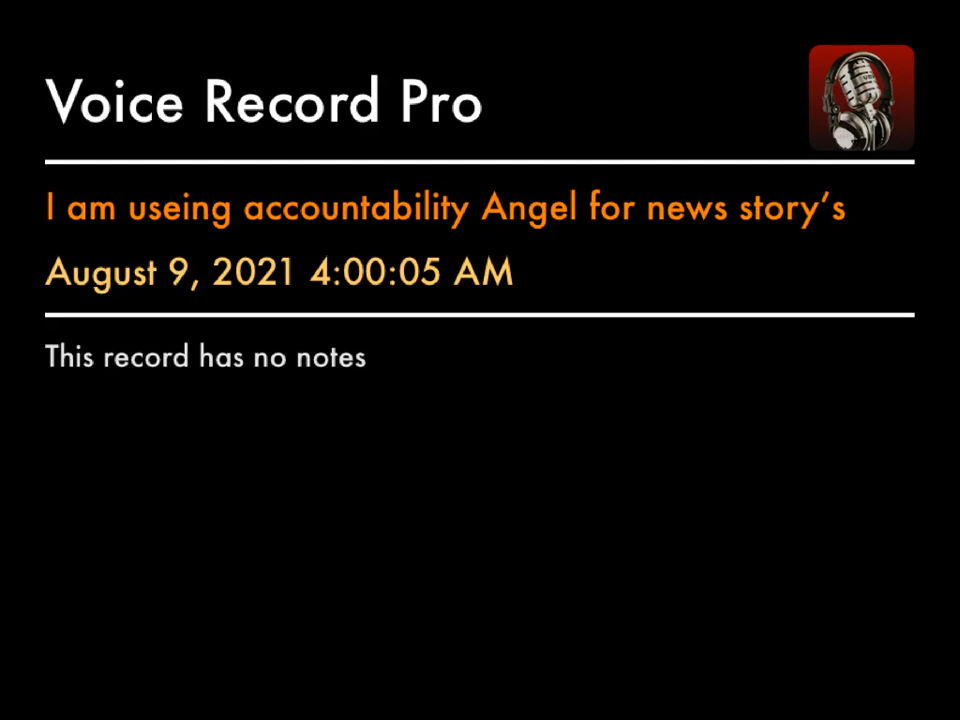 Voice Record Pro
I am useing accountability Angel for news story's
August 9, 2021 4:00:05 AM
This record has no notes